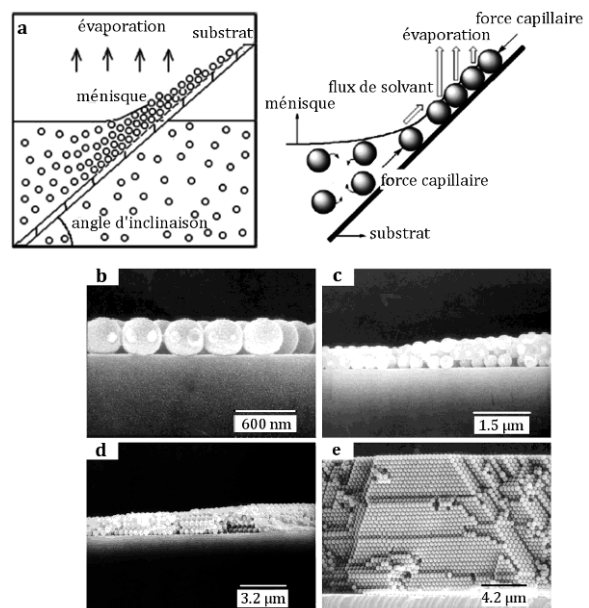 a
évaporation
substrat
ménisque
angle d'inclinaison
force capillaire
évaporation
flux de solvant
ménisque
force capillaire
substrat
b
600 nm
c
1.5 µm
d
3.2 µm
e
4.2 µm